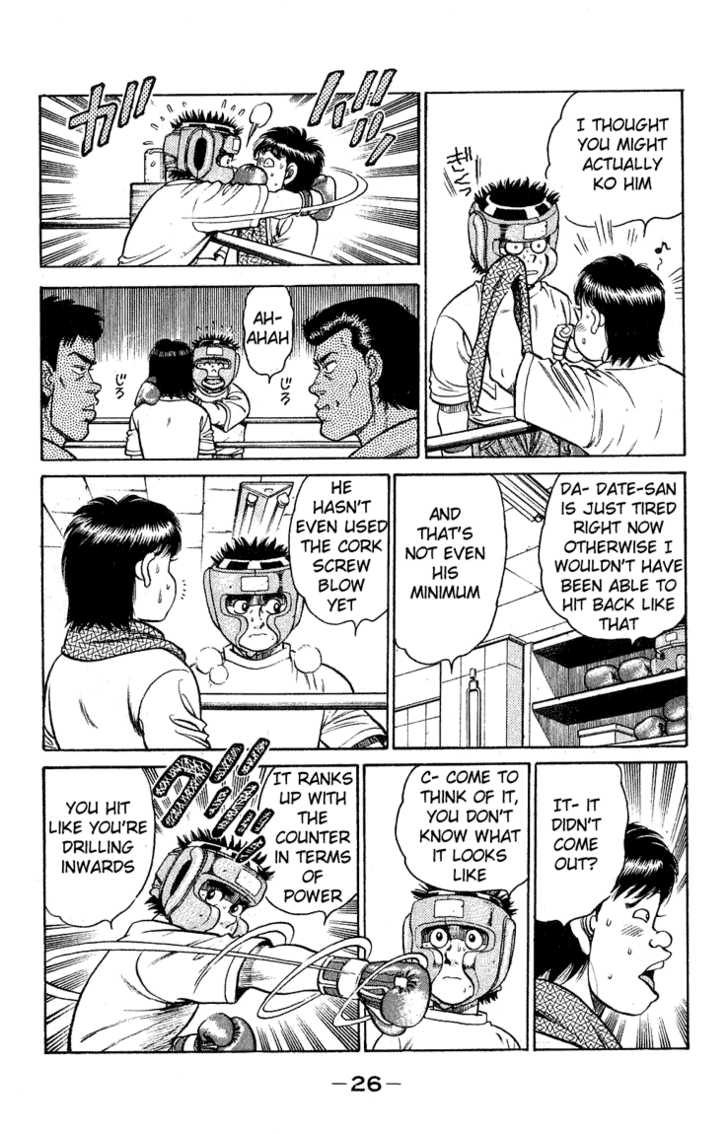 I THOUGHT
YOU MIGHT
ACTUALLY
KO HIM
AH-
AHAH
じろ
じろ
DA- DATE-SAN
IS JUST TIRED
RIGHT NOW
OTHERWISE I
WOULDN'T HAVE
BEEN ABLE TO
HIT BACK LIKE
THAT
AND
THAT'S
NOT EVEN
HIS
MINIMUM
HE
HASN'T
EVEN USED
THE CORK
SCREW
BLOW
YET
IT- IT
DIDN'T
COME
OUT?
C- COME TO
THINK OF IT,
YOU DON'T
KNOW WHAT
IT LOOKS
LIKE
IT RANKS
UP WITH
THE
COUNTER
IN TERMS
OF
POWER
YOU HIT
LIKE YOU'RE
DRILLING
INWARDS
—26—